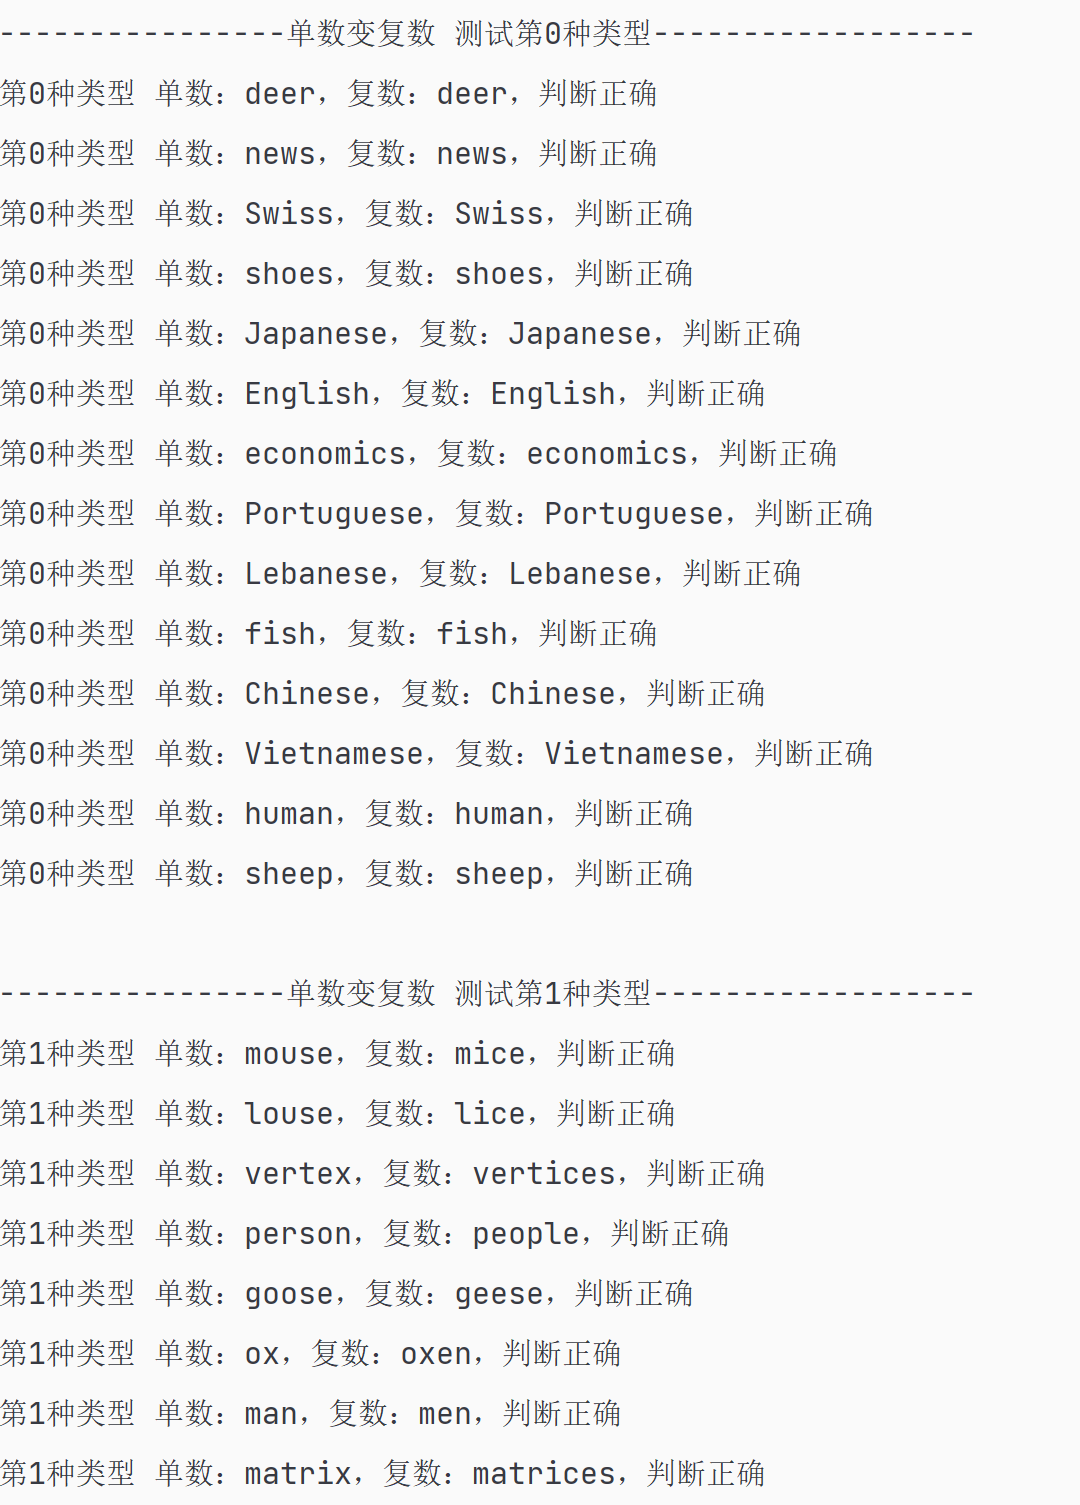 ----------------单数变复数 测试第0种类型------------------
第0种类型 单数：deer，复数：deer，判断正确
第0种类型 单数：news，复数：news，判断正确
第0种类型 单数：Swiss，复数：Swiss，判断正确
第0种类型 单数：shoes，复数：shoes，判断正确
第0种类型 单数：Japanese，复数：Japanese，判断正确
第0种类型 单数：English，复数：English，判断正确
第0种类型 单数：economics，复数：economics，判断正确
第0种类型 单数：Portuguese，复数：Portuguese，判断正确
第0种类型 单数：Lebanese，复数：Lebanese，判断正确
第0种类型 单数：fish，复数：fish，判断正确
第0种类型 单数：Chinese，复数：Chinese，判断正确
第0种类型 单数：Vietnamese，复数：Vietnamese，判断正确
第0种类型 单数：human，复数：human，判断正确
第0种类型 单数：sheep，复数：sheep，判断正确
----------------单数变复数 测试第1种类型------------------
第1种类型 单数：mouse，复数：mice，判断正确
第1种类型 单数：louse，复数：lice，判断正确
第1种类型 单数：vertex，复数：vertices，判断正确
第1种类型 单数：person，复数：people，判断正确
第1种类型 单数：goose，复数：geese，判断正确
第1种类型 单数：ox，复数：oxen，判断正确
第1种类型 单数：man，复数：men，判断正确
第1种类型 单数：matrix，复数：matrices，判断正确